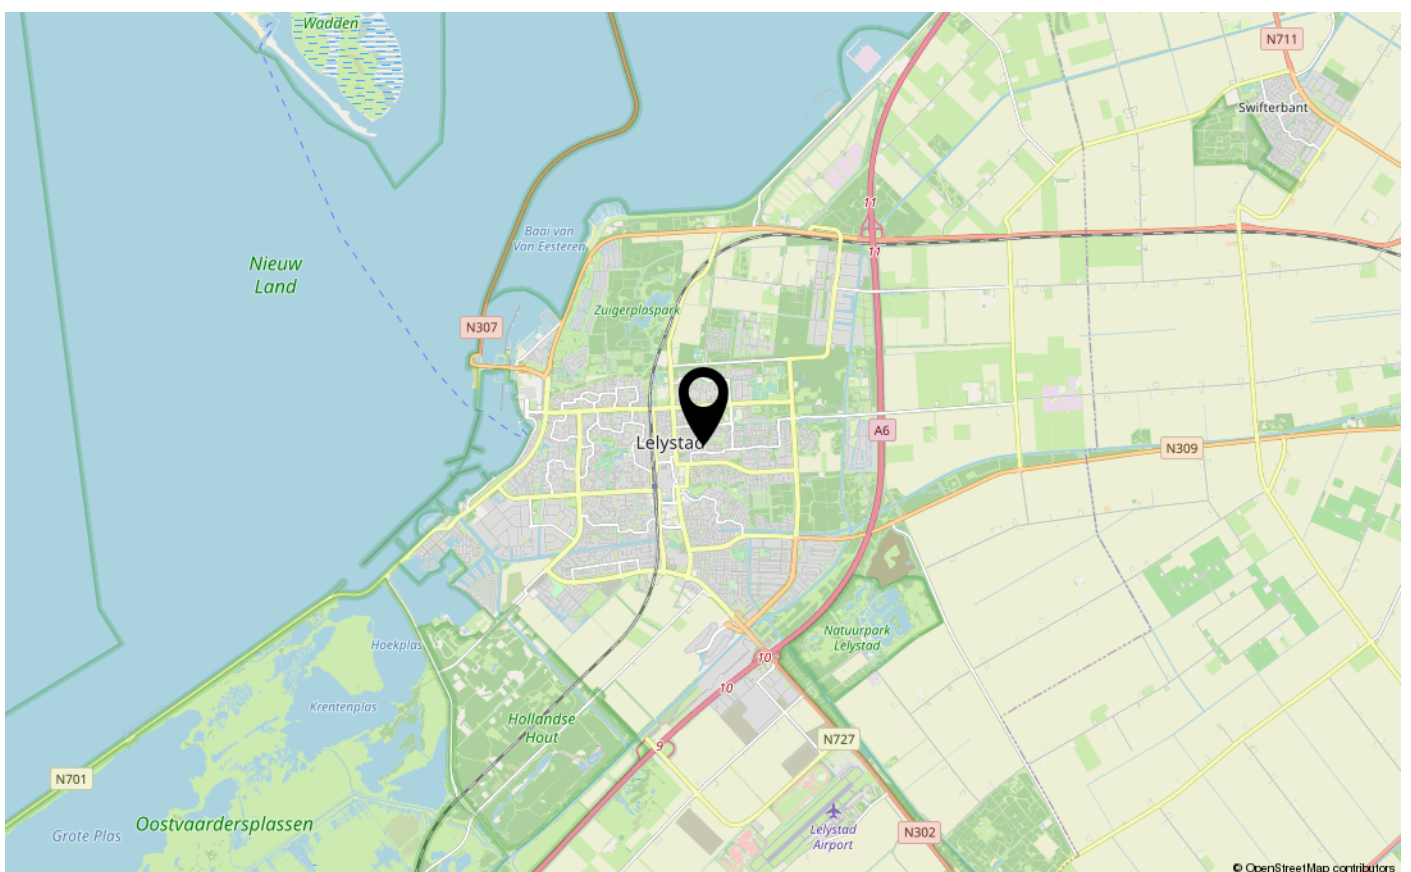 Wadden
N711
Swifterbant
11
Baai van
Van Eesteren
11
Nieuw
Land
Zuigerplaspark
N307
A6
Lelystad
N309
Natuurpark
Lelystad
Hoekplas
10
10
Krentenplas
Hollandse
Hout
9
N727
N701
Oostvaardersplassen
Grote Plas
Lelystad
Airport
N302
© OpenStreetMap contributors